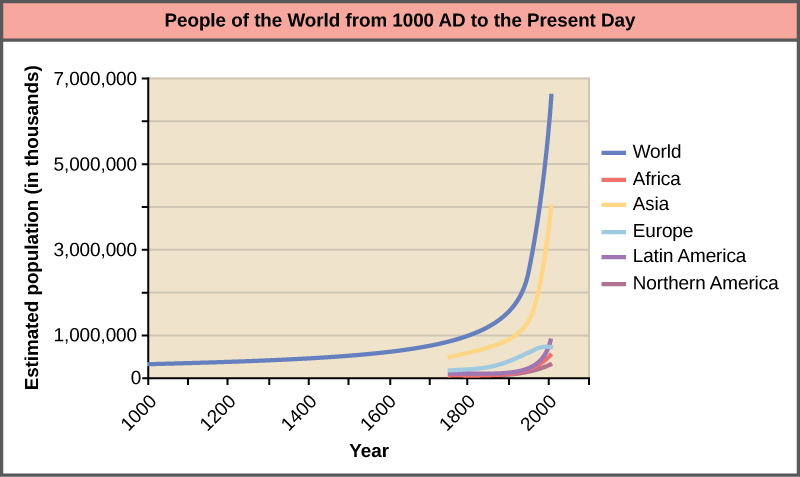 People of the World from 1000 AD to the Present Day
Estimated population (in thousands)
7,000,000
5,000,000
3,000,000
1,000,000
0
1000
1200
1400
1600
1800
2000
Year
World
Africa
Asia
Europe
Latin America
Northern America